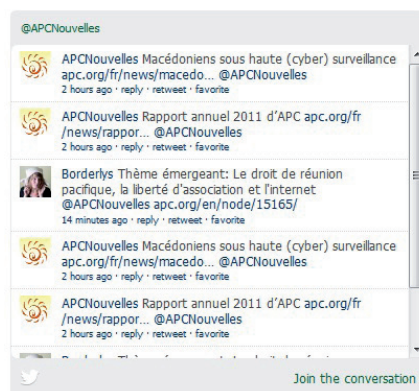 @APCNouvelles
APCNouvelles Macédoniens sous haute (cyber) surveillance
apc.org/fr/news/macedo... @APCNouvelles
2 hours ago · reply · retweet · favorite
APCNouvelles Rapport annuel 2011 d'APC apc.org/fr
/news/rappor... @APCNouvelles
2 hours ago · reply · retweet · favorite
Borderlys Thème émergeant: Le droit de réunion
pacifique, la liberté d'association et l'internet
@APCNouvelles apc.org/en/node/15165/
14 minutes ago · reply · retweet · favorite
APCNouvelles Macédoniens sous haute (cyber) surveillance
apc.org/fr/news/macedo... @APCNouvelles
2 hours ago · reply · retweet · favorite
APCNouvelles Rapport annuel 2011 d'APC apc.org/fr
/news/rappor... @APCNouvelles
2 hours ago · reply · retweet · favorite
Join the conversation